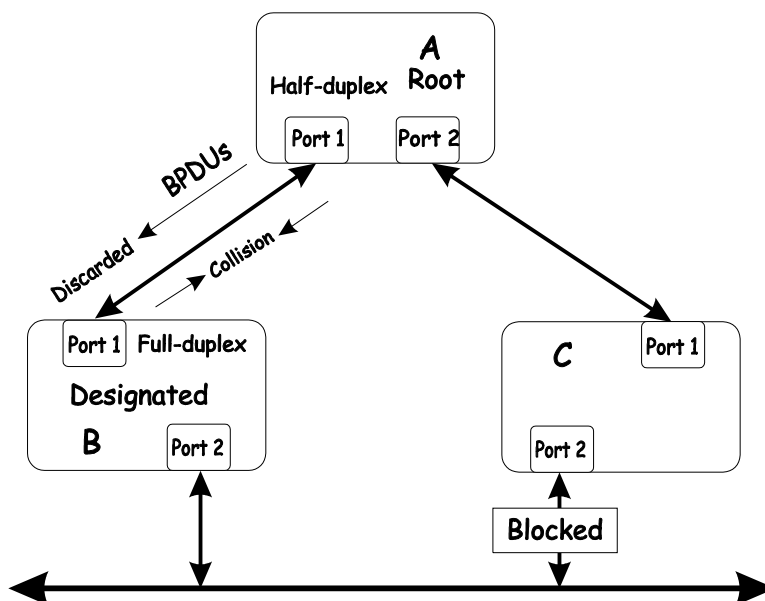 A
Half-duplex Root
Port 1 Port 2
BPDUs
Discarded
Collision
Port 1 Full-duplex
Designated
B
Port 2
C
Port 1
Port 2
Blocked